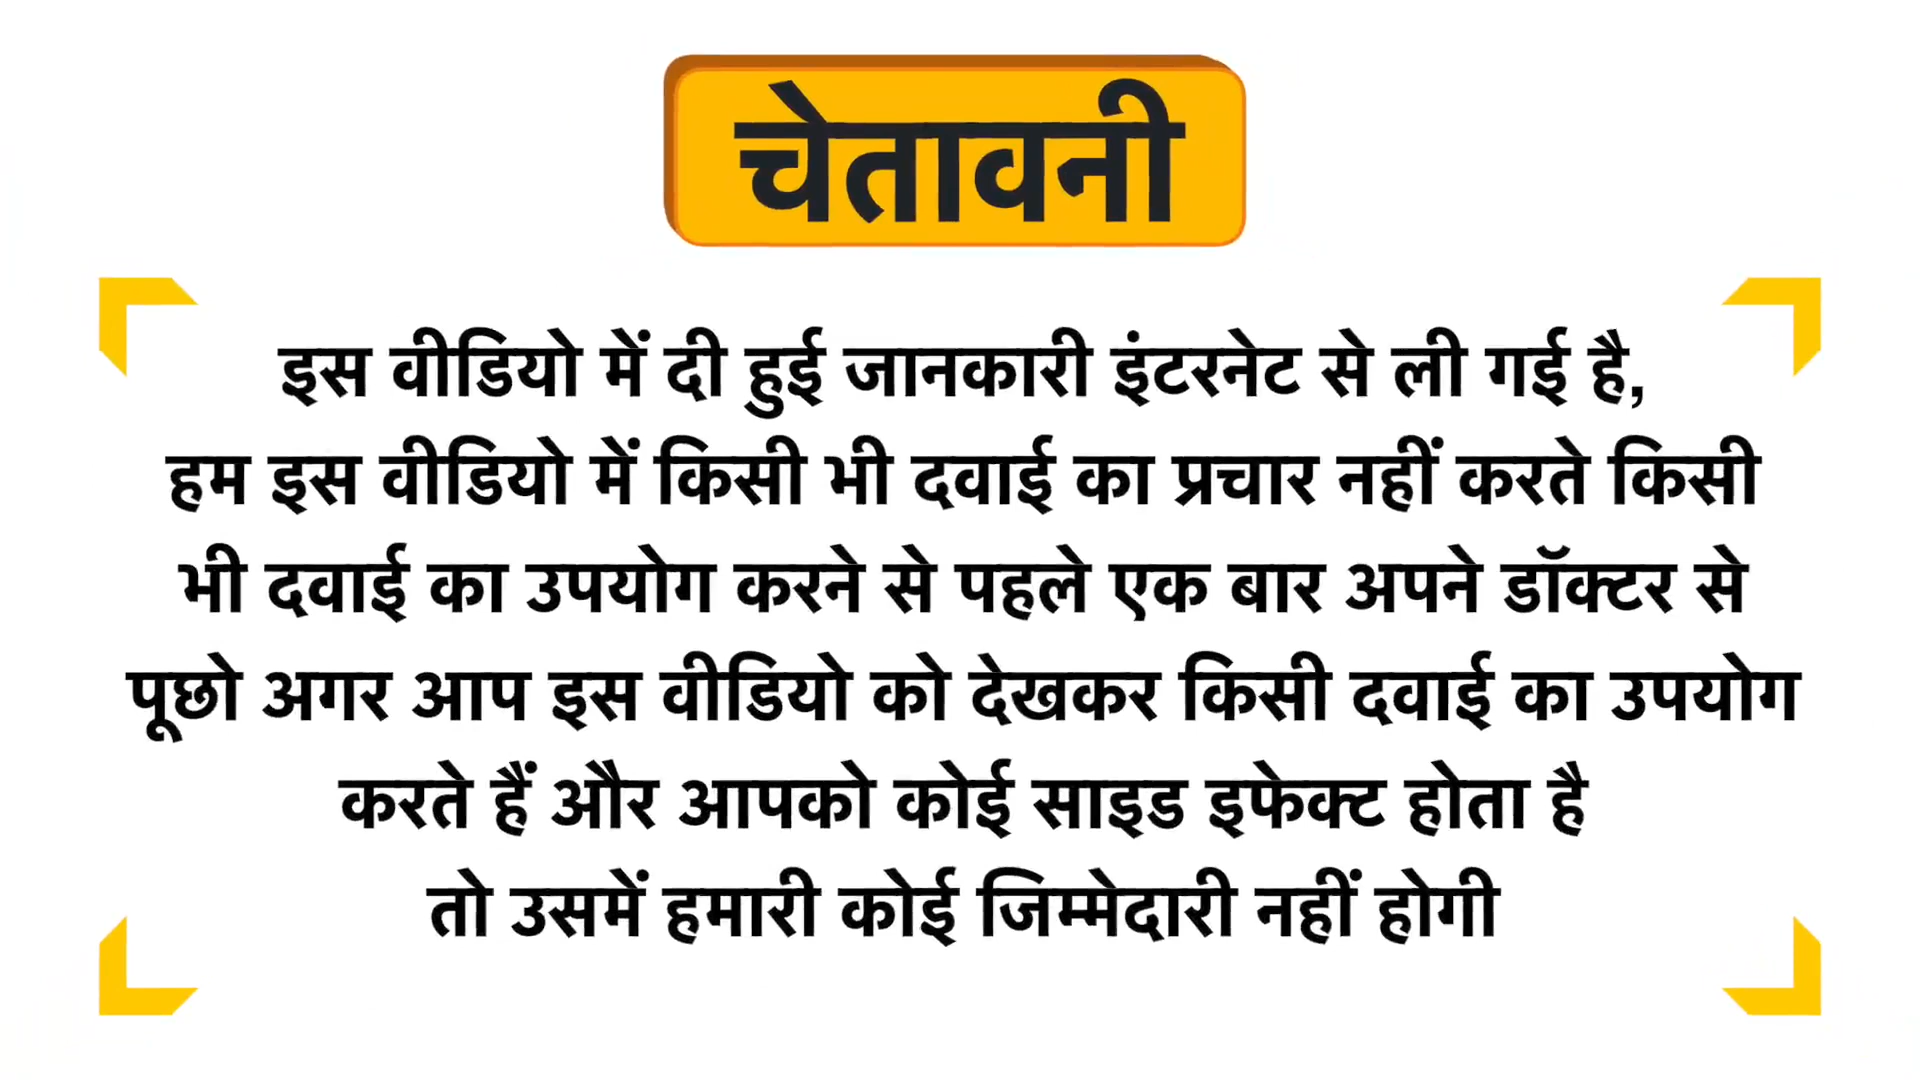 चेतावनी
इस वीडियो में दी हुई जानकारी इंटरनेट से ली गई है,
हम इस वीडियो में किसी भी दवाई का प्रचार नहीं करते किसी
भी दवाई का उपयोग करने से पहले एक बार अपने डॉक्टर से
पूछो अगर आप इस वीडियो को देखकर किसी दवाई का उपयोग
करते हैं और आपको कोई साइड इफेक्ट होता है
तो उसमें हमारी कोई जिम्मेदारी नहीं होगी